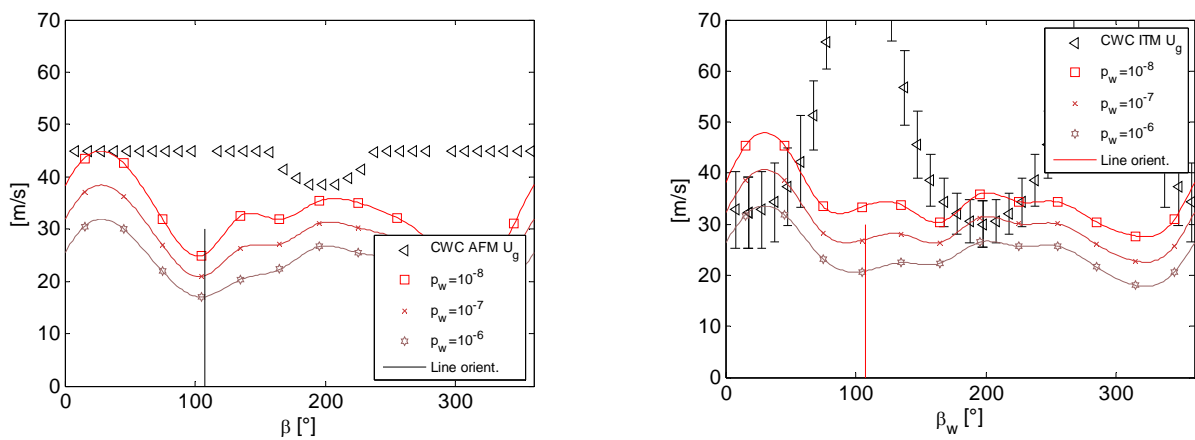 70
60
50
40
30
20
10
0
[m/s]
0
100
200
300
β [°]
CWC AFM U_g
p_w=10^-8
p_w=10^-7
p_w=10^-6
Line orient.
70
60
50
40
30
20
10
0
[m/s]
0
100
200
300
β_w [°]
CWC ITM U_g
p_w=10^-8
p_w=10^-7
p_w=10^-6
Line orient.